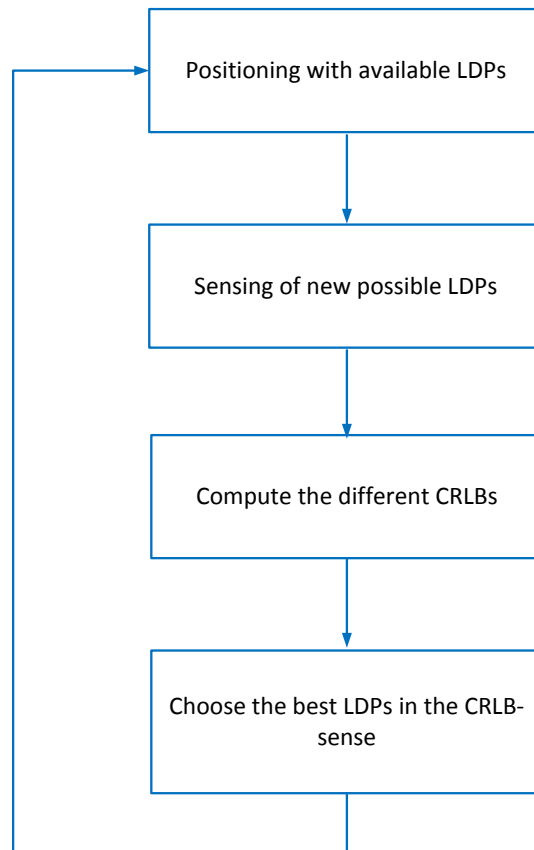 Positioning with available LDPs
Sensing of new possible LDPs
Compute the different CRLBs
Choose the best LDPs in the CRLB-
sense